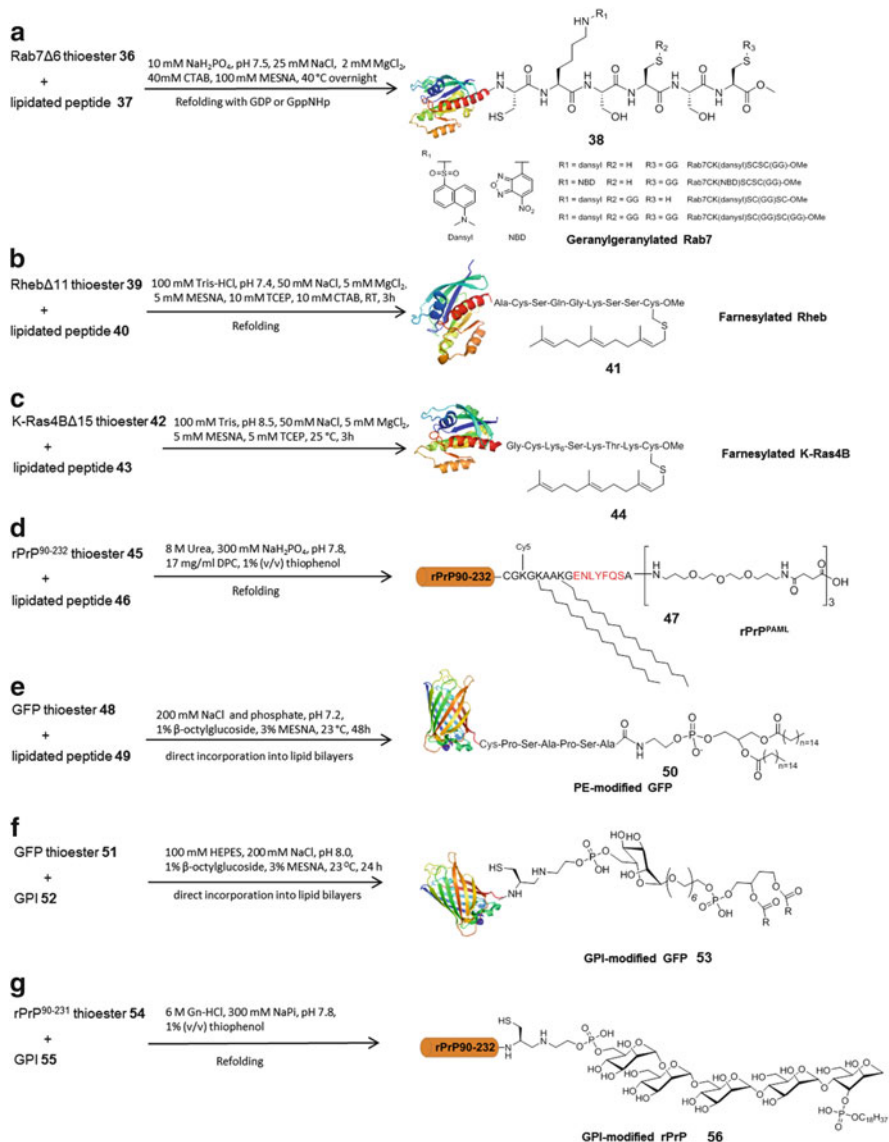 a
Rab7Δ6 thioester 36
+
lipidated peptide 37
10 mM NaH₂PO₄, pH 7.5, 25 mM NaCl, 2 mM MgCl₂,
40mM CTAB, 100 mM MESNA, 40 °C overnight
Refolding with GDP or GppNHp
R₁
HN
R₂
S
R₃
S
O
H
N
HS
OH
38
R₁
O=S=O
N
Dansyl
N
O
N
NO₂
NBD
R1 = dansyl R2 = H R3 = GG Rab7CK(dansyl)SCSC(GG)-OMe
R1 = NBD R2 = H R3 = GG Rab7CK(NBD)SCSC(GG)-OMe
R1 = dansyl R2 = GG R3 = H Rab7CK(dansyl)SC(GG)SC-OMe
R1 = dansyl R2 = GG R3 = GG Rab7CK(danysl)SC(GG)SC(GG)-OMe
Geranylgeranylated Rab7
b
RhebΔ11 thioester 39
+
lipidated peptide 40
100 mM Tris-HCl, pH 7.4, 50 mM NaCl, 5 mM MgCl₂,
5 mM MESNA, 10 mM TCEP, 10 mM CTAB, RT, 3h
Refolding
Ala-Cys-Ser-Gln-Gly-Lys-Ser-Ser-Cys-OMe
S
41
Farnesylated Rheb
c
K-Ras4BΔ15 thioester 42
+
lipidated peptide 43
100 mM Tris, pH 8.5, 50 mM NaCl, 5 mM MgCl₂,
5 mM MESNA, 5 mM TCEP, 25 °C, 3h
Gly-Cys-Lys₆-Ser-Lys-Thr-Lys-Cys-OMe
S
44
Farnesylated K-Ras4B
d
rPrP⁹⁰⁻²³² thioester 45
+
lipidated peptide 46
8 M Urea, 300 mM NaH₂PO₄, pH 7.8,
17 mg/ml DPC, 1% (v/v) thiophenol
Refolding
Cy5
rPrP90-232
CGKGKAAKGENLYFQSA
3
OH
47
rPrPᴾᴬᴹᴸ
e
GFP thioester 48
+
lipidated peptide 49
200 mM NaCl and phosphate, pH 7.2,
1% β-octylglucoside, 3% MESNA, 23 °C, 48h
direct incorporation into lipid bilayers
Cys-Pro-Ser-Ala-Pro-Ser-Ala
n=14
n=14
50
PE-modified GFP
f
GFP thioester 51
+
GPI 52
100 mM HEPES, 200 mM NaCl, pH 8.0,
1% β-octylglucoside, 3% MESNA, 23 °C, 24 h
direct incorporation into lipid bilayers
HS
NH
6
R
R
GPI-modified GFP 53
g
rPrP⁹⁰⁻²³¹ thioester 54
+
GPI 55
6 M Gn-HCl, 300 mM NaPi, pH 7.8,
1% (v/v) thiophenol
Refolding
rPrP90-232
HS
C₁₈H₃₇
GPI-modified rPrP 56